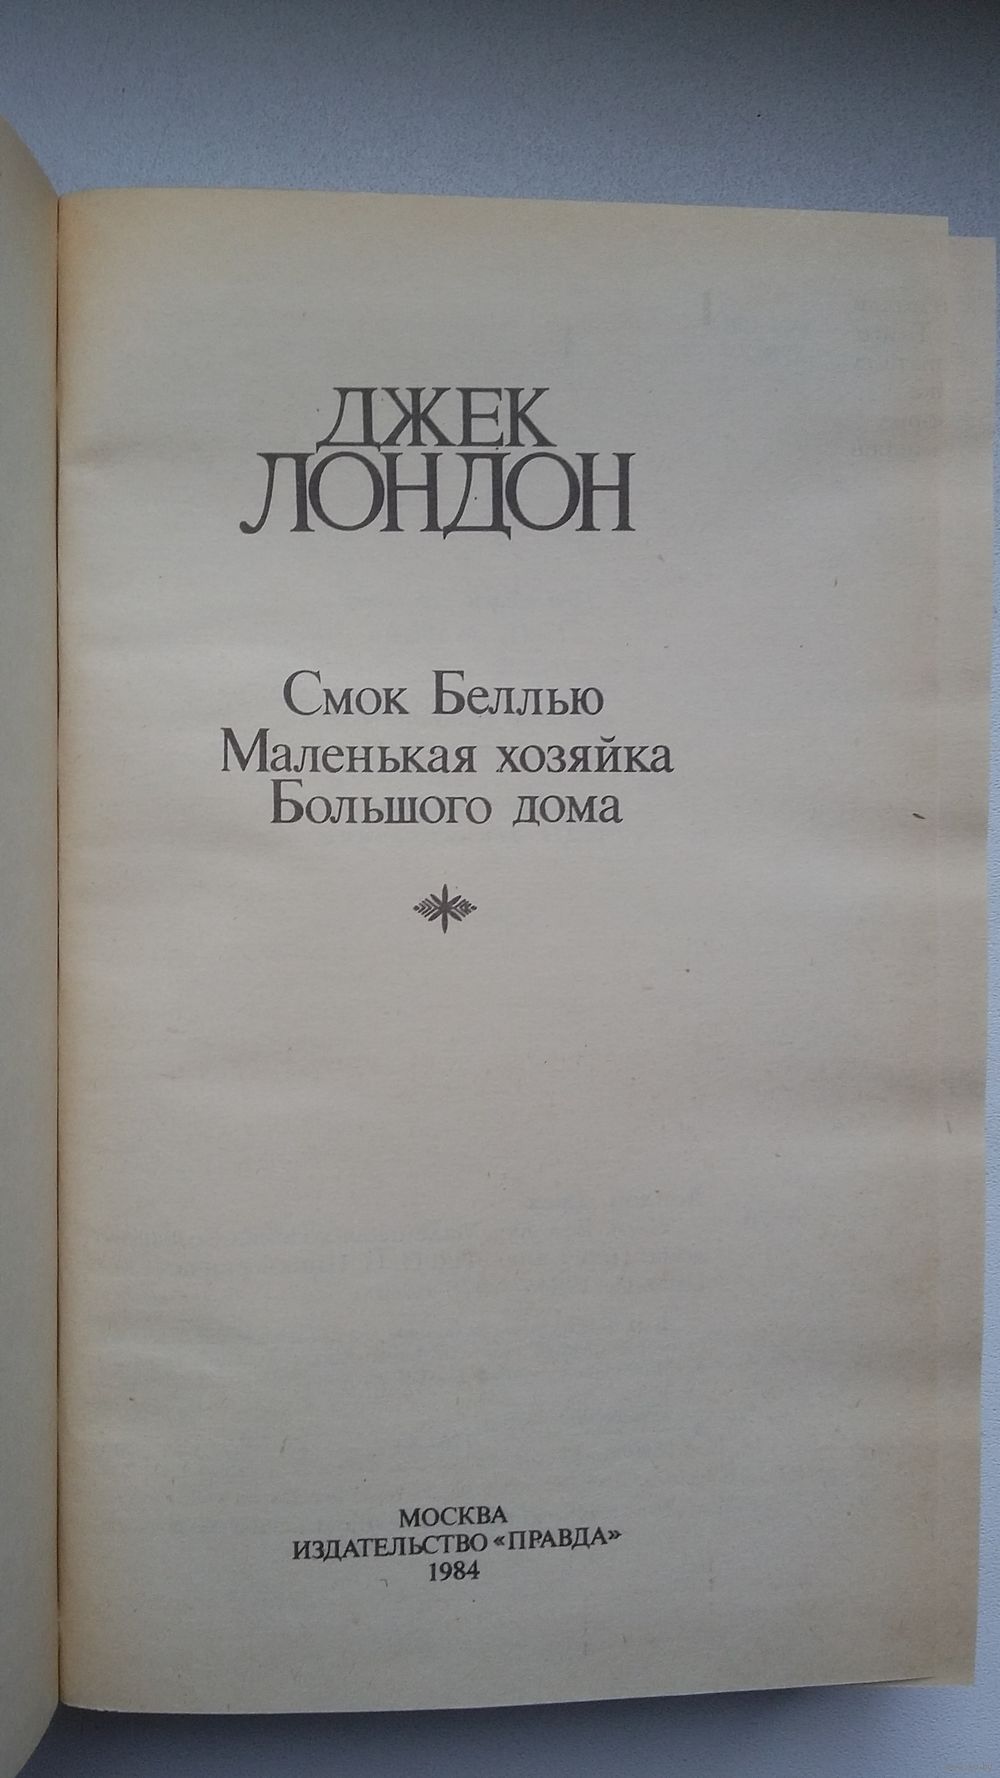 ДЖЕК
ЛОНДОН
Смок Беллью
Маленькая хозяйка
Большого дома
МОСКВА
ИЗДАТЕЛЬСТВО «ПРАВДА»
1984